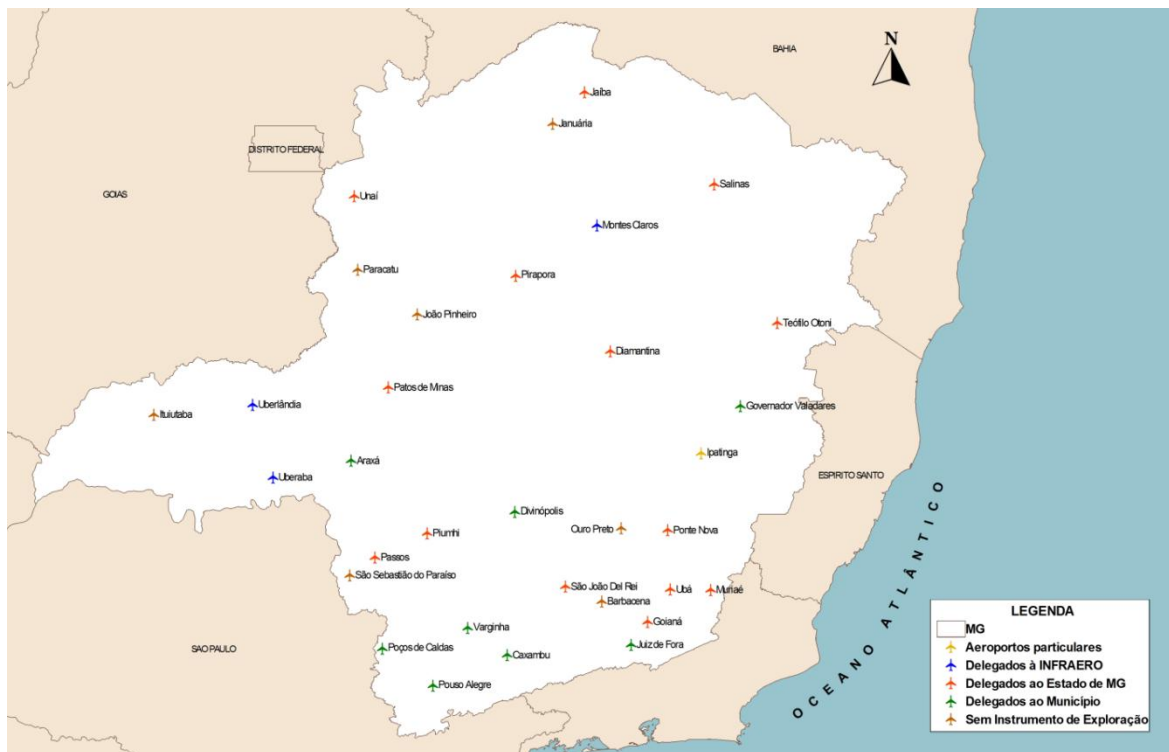 BAHIA
N
Jaíba
Januária
DISTRITO FEDERAL
GOIAS
Unaí
Salinas
Montes Claros
Paracatu
Pirapora
João Pinheiro
Teófilo Otoni
Diamantina
Patos de Minas
Ituiutaba
Uberlândia
Governador Valadares
Ipatinga
Araxá
Uberaba
ESPIRITO SANTO
Divinópolis
Ouro Preto
Ponte Nova
Piumhi
Passos
São Sebastião do Paraíso
São João Del Rei
Ubá
Muriaé
Barbacena
Goianá
Varginha
Juiz de Fora
SAO PAULO
Poços de Caldas
Caxambu
Pouso Alegre
OCEANO ATLÂNTICO
LEGENDA
MG
Aeroportos particulares
Delegados à INFRAERO
Delegados ao Estado de MG
Delegados ao Município
Sem Instrumento de Exploração